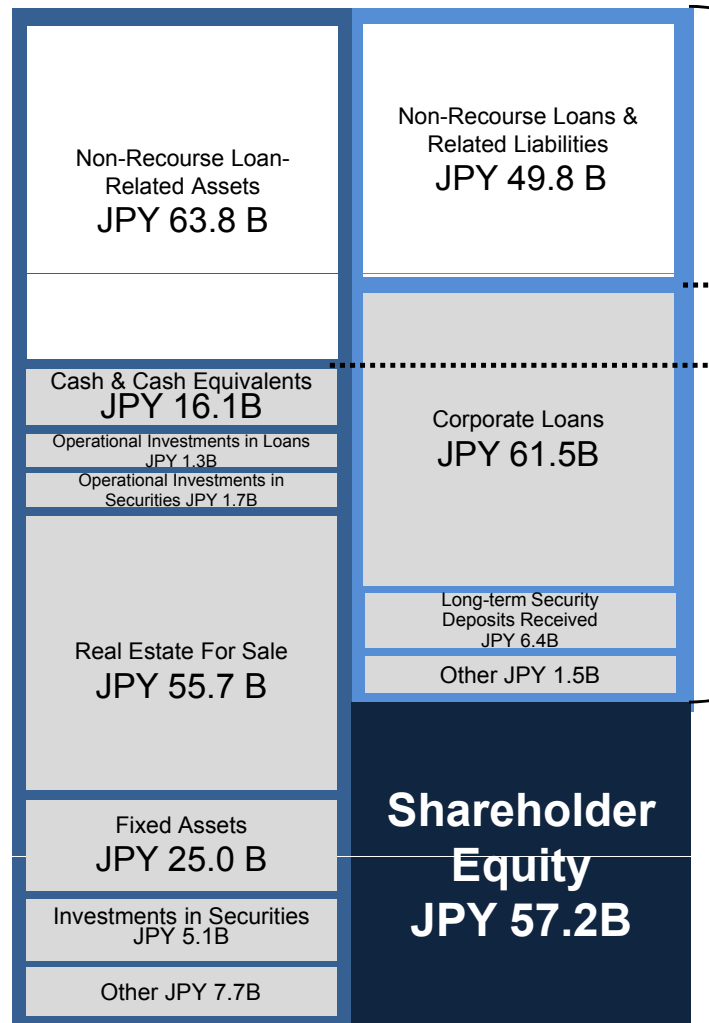 Non-Recourse Loan-
Related Assets
JPY 63.8 B
Cash & Cash Equivalents
JPY 16.1B
Operational Investments in Loans
JPY 1.3B
Operational Investments in
Securities JPY 1.7B
Real Estate For Sale
JPY 55.7 B
Fixed Assets
JPY 25.0 B
Investments in Securities
JPY 5.1B
Other JPY 7.7B
Non-Recourse Loans &
Related Liabilities
JPY 49.8 B
Corporate Loans
JPY 61.5B
Long-term Security
Deposits Received
JPY 6.4B
Other JPY 1.5B
Shareholder
Equity
JPY 57.2B